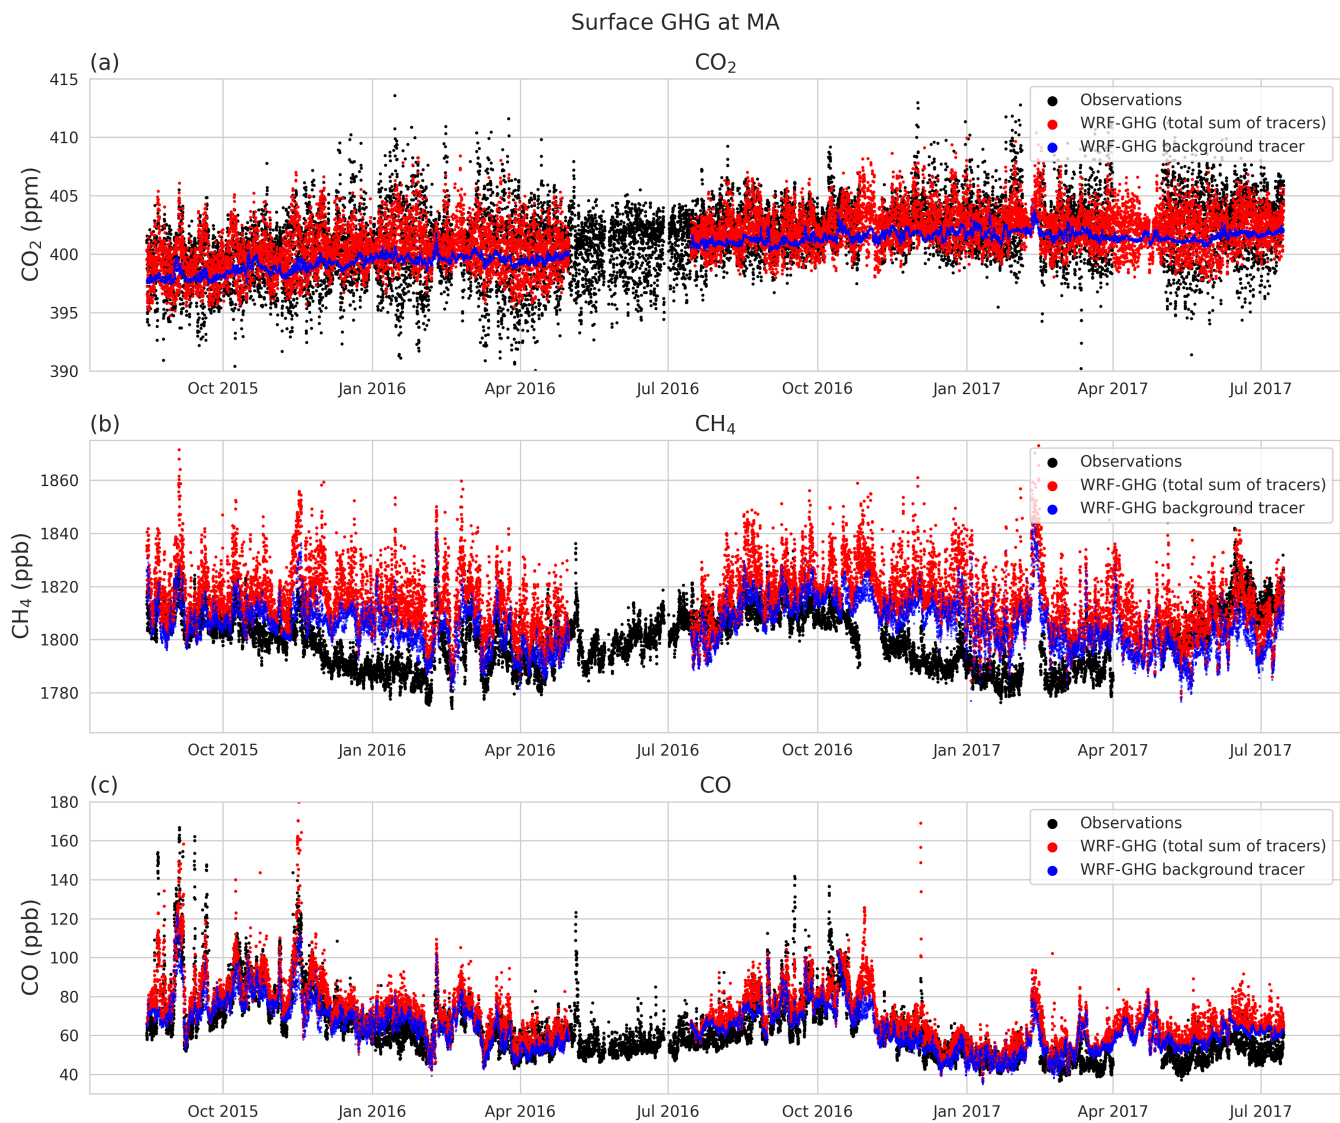 Surface GHG at MA
(a) CO₂
CO₂ (ppm)
415
410
405
400
395
390
Observations
WRF-GHG (total sum of tracers)
WRF-GHG background tracer
Oct 2015 Jan 2016 Apr 2016 Jul 2016 Oct 2016 Jan 2017 Apr 2017 Jul 2017
(b) CH₄
CH₄ (ppb)
1860
1840
1820
1800
1780
Observations
WRF-GHG (total sum of tracers)
WRF-GHG background tracer
Oct 2015 Jan 2016 Apr 2016 Jul 2016 Oct 2016 Jan 2017 Apr 2017 Jul 2017
(c) CO
CO (ppb)
180
160
140
120
100
80
60
40
Observations
WRF-GHG (total sum of tracers)
WRF-GHG background tracer
Oct 2015 Jan 2016 Apr 2016 Jul 2016 Oct 2016 Jan 2017 Apr 2017 Jul 2017